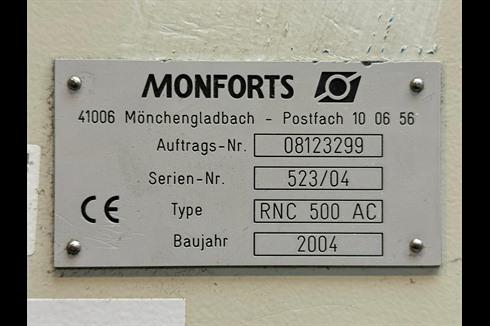 MONFORTS
41006 Mönchengladbach - Postfach 10 06 56
Auftrags-Nr. 08123299
Serien-Nr. 523/04
CE Type RNC 500 AC
Baujahr 2004